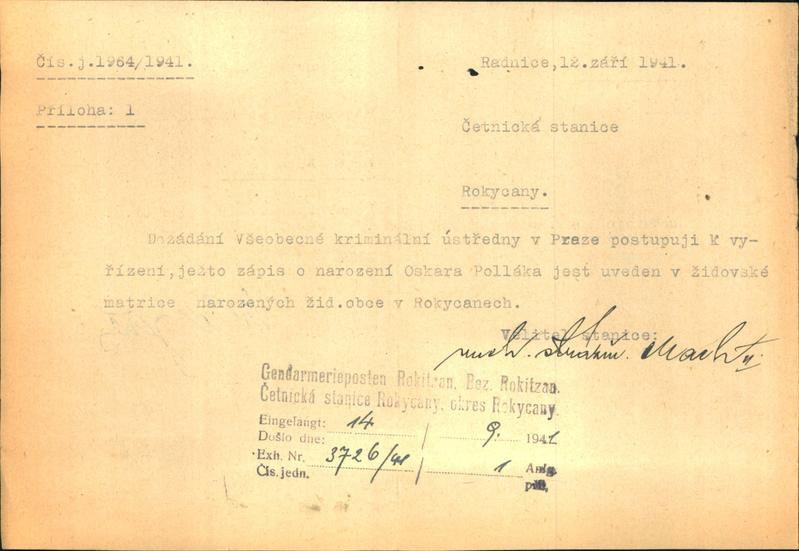 Čís.j.1964/1941.
Radnice,12.září 1941.
Příloha: 1
Četnická stanice
Rokycany.
Dožádání Všeobecné kriminální ústředny v Praze postupuji k vy-
řízení,ježto zápis o narození Oskara Polláka jest uveden v židovské
matrice narozených žid.obce v Rokycanech.
Velitel stanice:
Mach
Gendarmerieposten Rokitzan, Bez. Rokitzan.
Četnická stanice Rokycany, okres Rokycany.
Eingelangt: 14 / 9. 1941
Došlo dne:
Exh. Nr. 3726/41 / 1 Anlg.
Čís. jedn. příl.